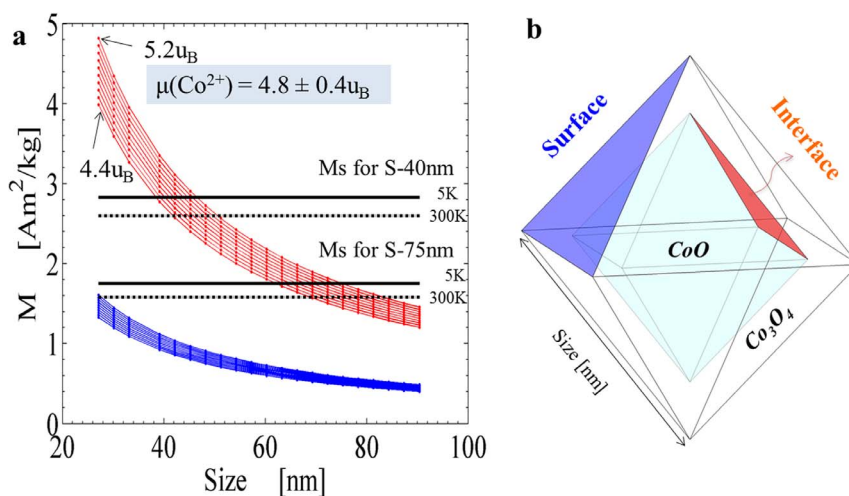 a
5
5.2uB
μ(Co2+) = 4.8 ± 0.4uB
4
4.4uB
Ms for S-40nm
3
5K
300K
Ms for S-75nm
2
5K
300K
1
0
M [Am2/kg]
20 40 60 80 100
Size [nm]
b
Surface
Interface
CoO
Co3O4
Size [nm]